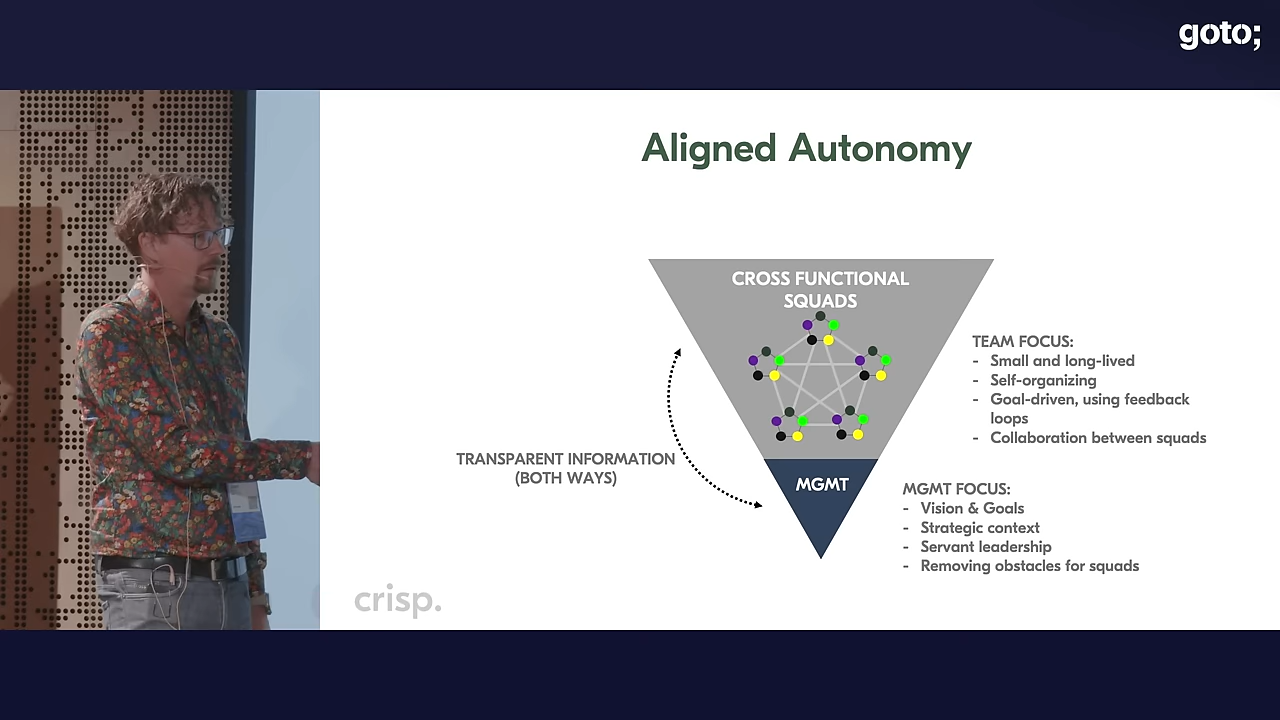 goto;
Aligned Autonomy
CROSS FUNCTIONAL
SQUADS
TEAM FOCUS:
- Small and long-lived
- Self-organizing
- Goal-driven, using feedback
loops
- Collaboration between squads
TRANSPARENT INFORMATION
(BOTH WAYS)
MGMT
MGMT FOCUS:
- Vision & Goals
- Strategic context
- Servant leadership
- Removing obstacles for squads
crisp.